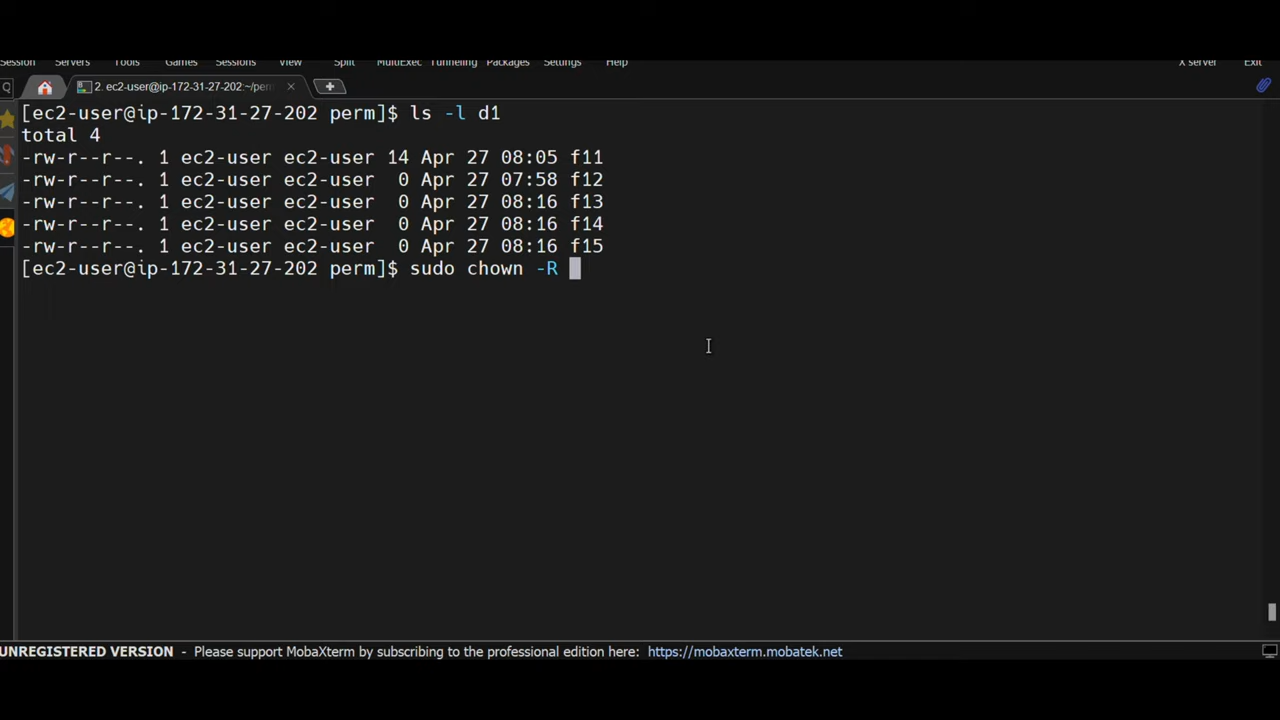 Session Servers Tools Games Sessions View Split MultiExec Tunneling Packages Settings Help X server Exit
2. ec2-user@ip-172-31-27-202:~/perm
[ec2-user@ip-172-31-27-202 perm]$ ls -l d1
total 4
-rw-r--r--. 1 ec2-user ec2-user 14 Apr 27 08:05 f11
-rw-r--r--. 1 ec2-user ec2-user  0 Apr 27 07:58 f12
-rw-r--r--. 1 ec2-user ec2-user  0 Apr 27 08:16 f13
-rw-r--r--. 1 ec2-user ec2-user  0 Apr 27 08:16 f14
-rw-r--r--. 1 ec2-user ec2-user  0 Apr 27 08:16 f15
[ec2-user@ip-172-31-27-202 perm]$ sudo chown -R
UNREGISTERED VERSION - Please support MobaXterm by subscribing to the professional edition here: https://mobaxterm.mobatek.net